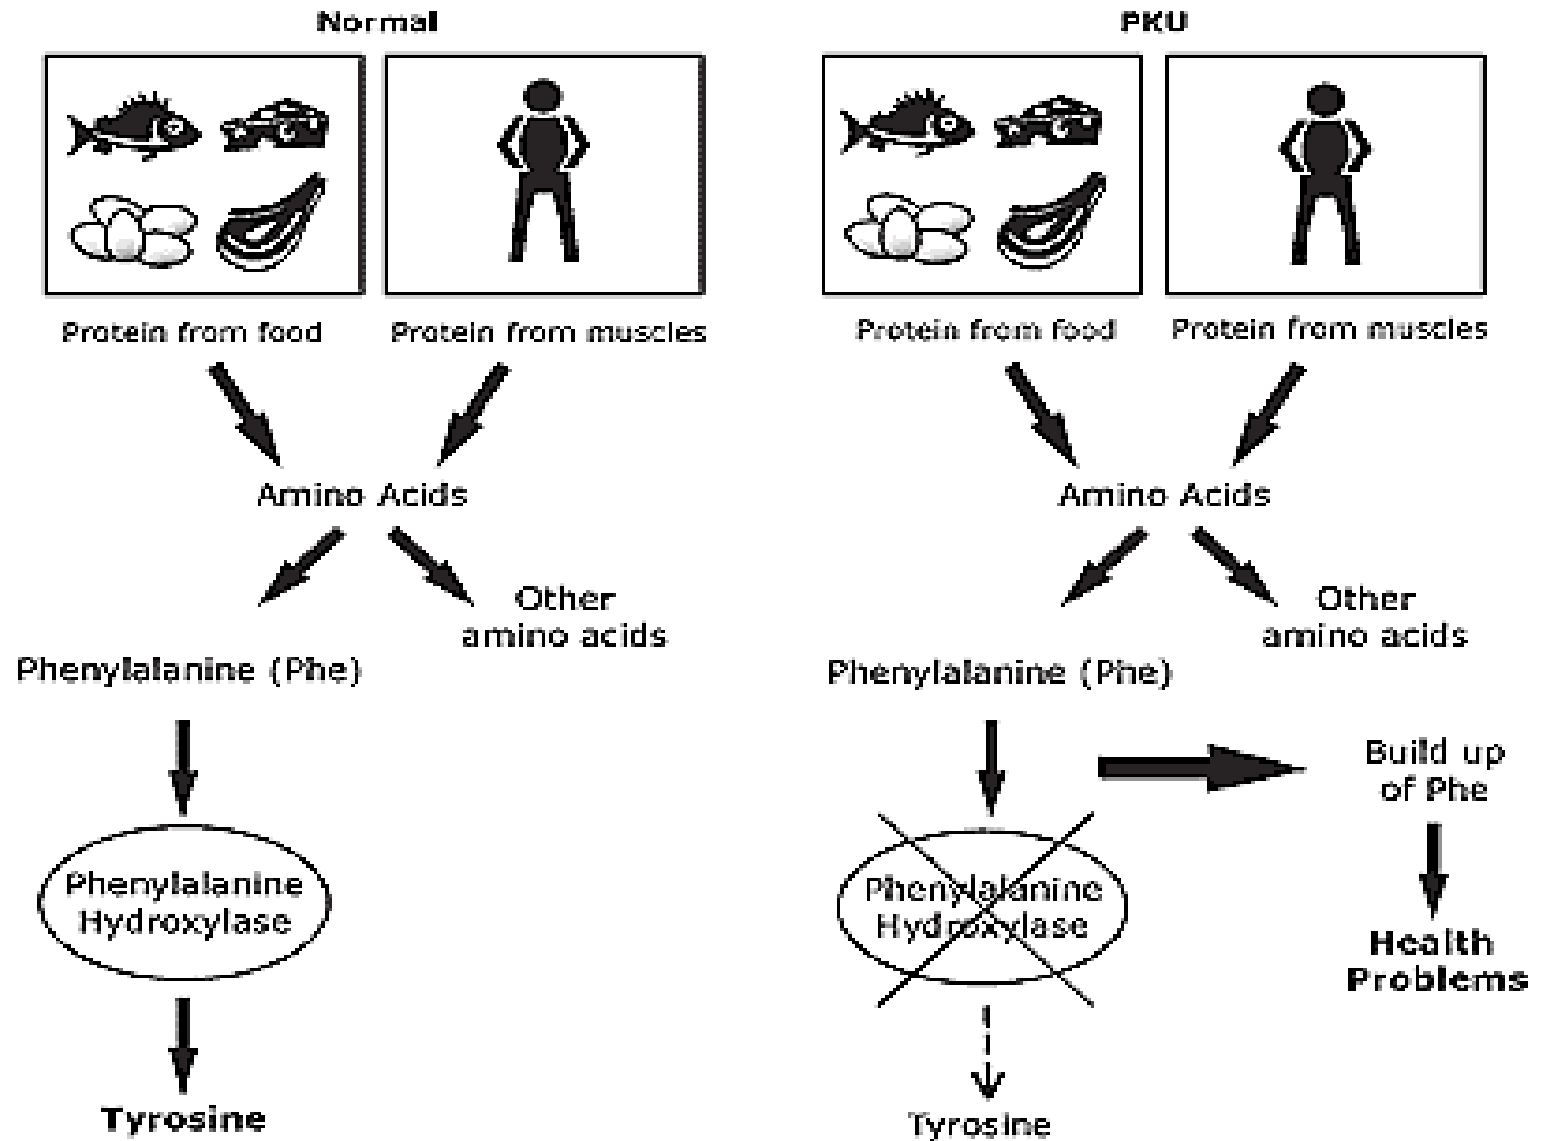 Normal
Protein from food
Protein from muscles
Amino Acids
Other
amino acids
Phenylalanine (Phe)
Phenylalanine
Hydroxylase
Tyrosine
PKU
Protein from food
Protein from muscles
Amino Acids
Other
amino acids
Phenylalanine (Phe)
Build up
of Phe
Phenylalanine
Hydroxylase
Health
Problems
Tyrosine